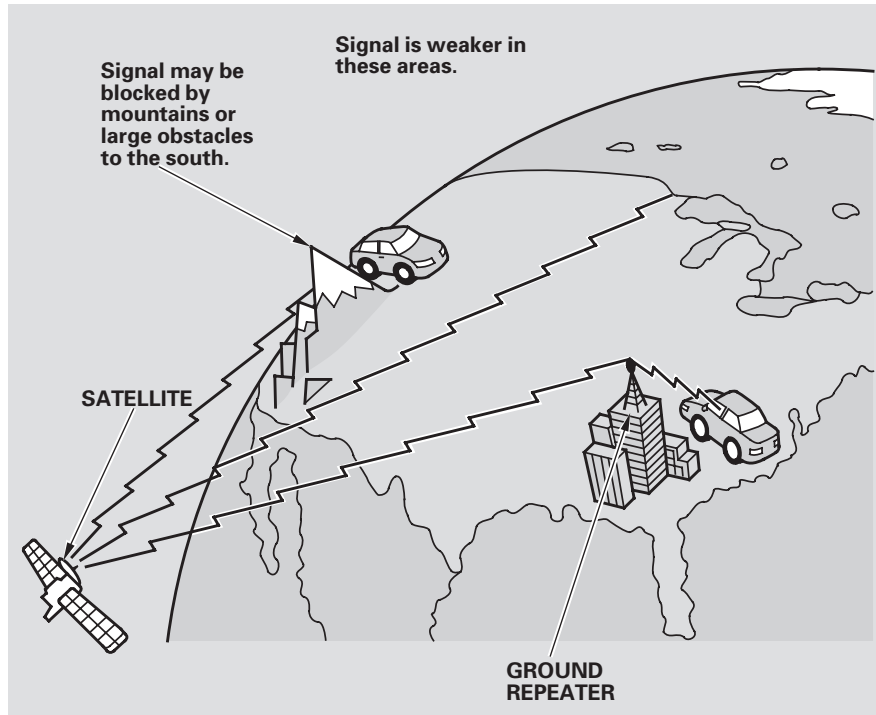 Signal may be
blocked by
mountains or
large obstacles
to the south.
Signal is weaker in
these areas.
SATELLITE
GROUND
REPEATER